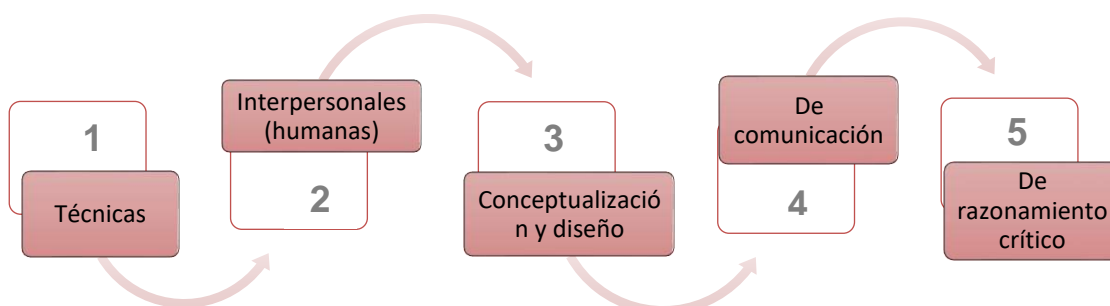 1
Técnicas
Interpersonales
(humanas)
2
3
Conceptualizació
n y diseño
De
comunicación
4
5
De
razonamiento
crítico